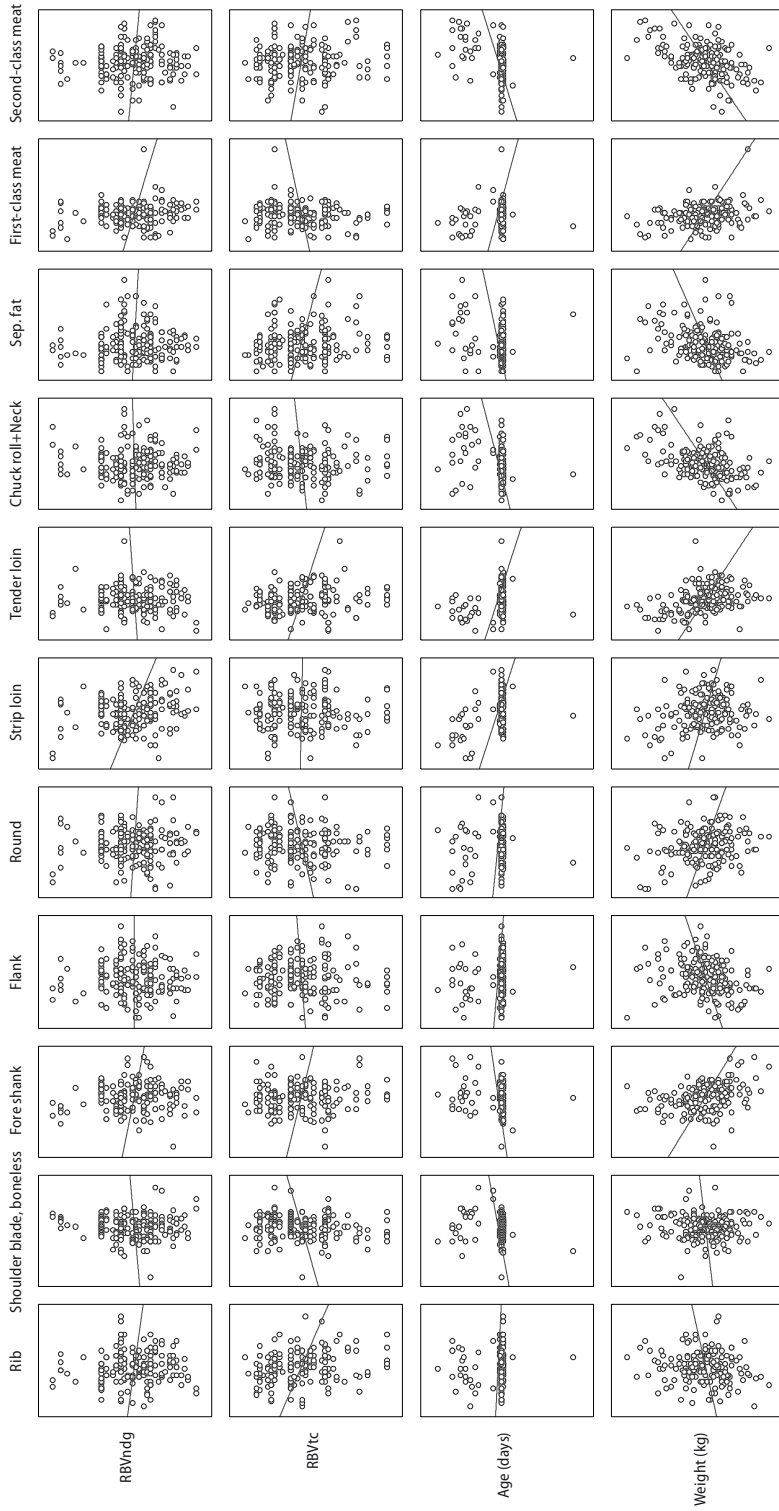 Rib
Shoulder blade, boneless
Fore shank
Flank
Round
Strip loin
Tender loin
Chuck roll+Neck
Sep. fat
First-class meat
Second-class meat
RBVndg
RBVtc
Age (days)
Weight (kg)